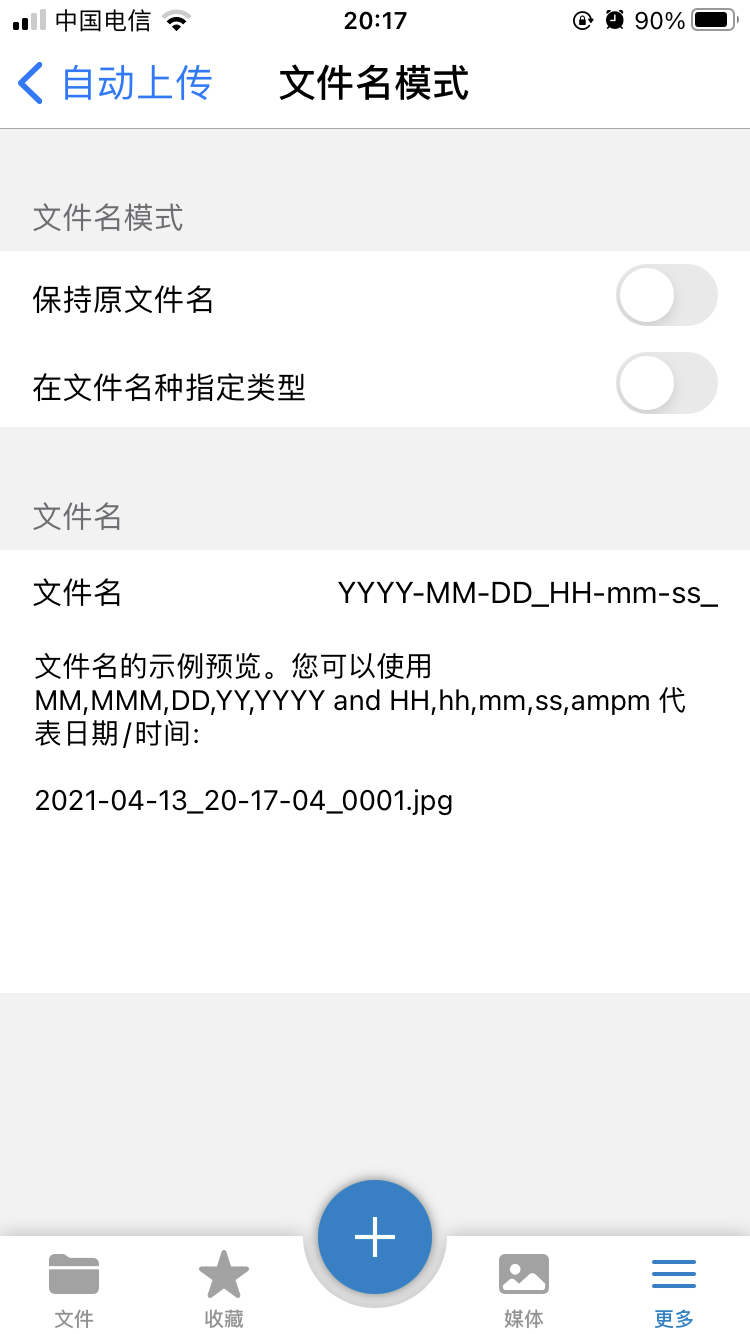 中国电信 20:17 90%
自动上传 文件名模式
文件名模式
保持原文件名
在文件名种指定类型
文件名
文件名 YYYY-MM-DD_HH-mm-ss_
文件名的示例预览。您可以使用
MM,MMM,DD,YY,YYYY and HH,hh,mm,ss,ampm 代
表日期/时间:
2021-04-13_20-17-04_0001.jpg
文件 收藏 媒体 更多